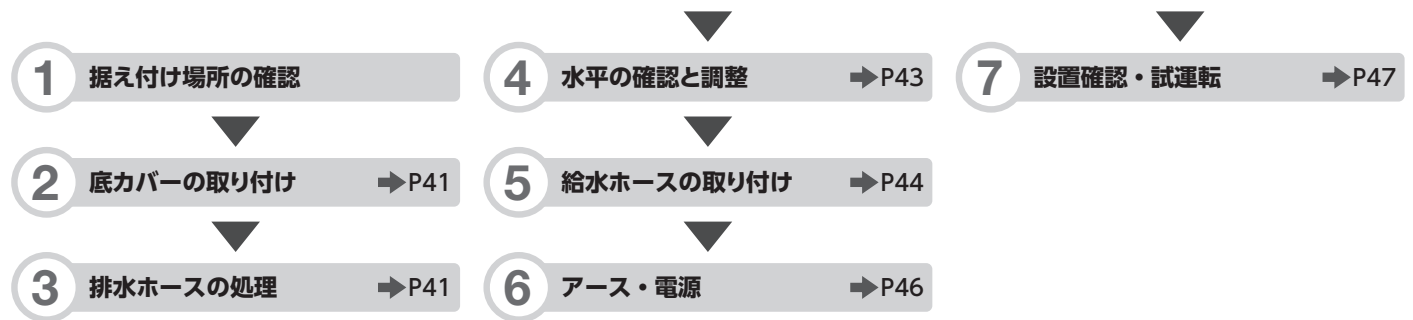 1 据え付け場所の確認
2 底カバーの取り付け ➡P41
3 排水ホースの処理 ➡P41
4 水平の確認と調整 ➡P43
5 給水ホースの取り付け ➡P44
6 アース・電源 ➡P46
7 設置確認・試運転 ➡P47